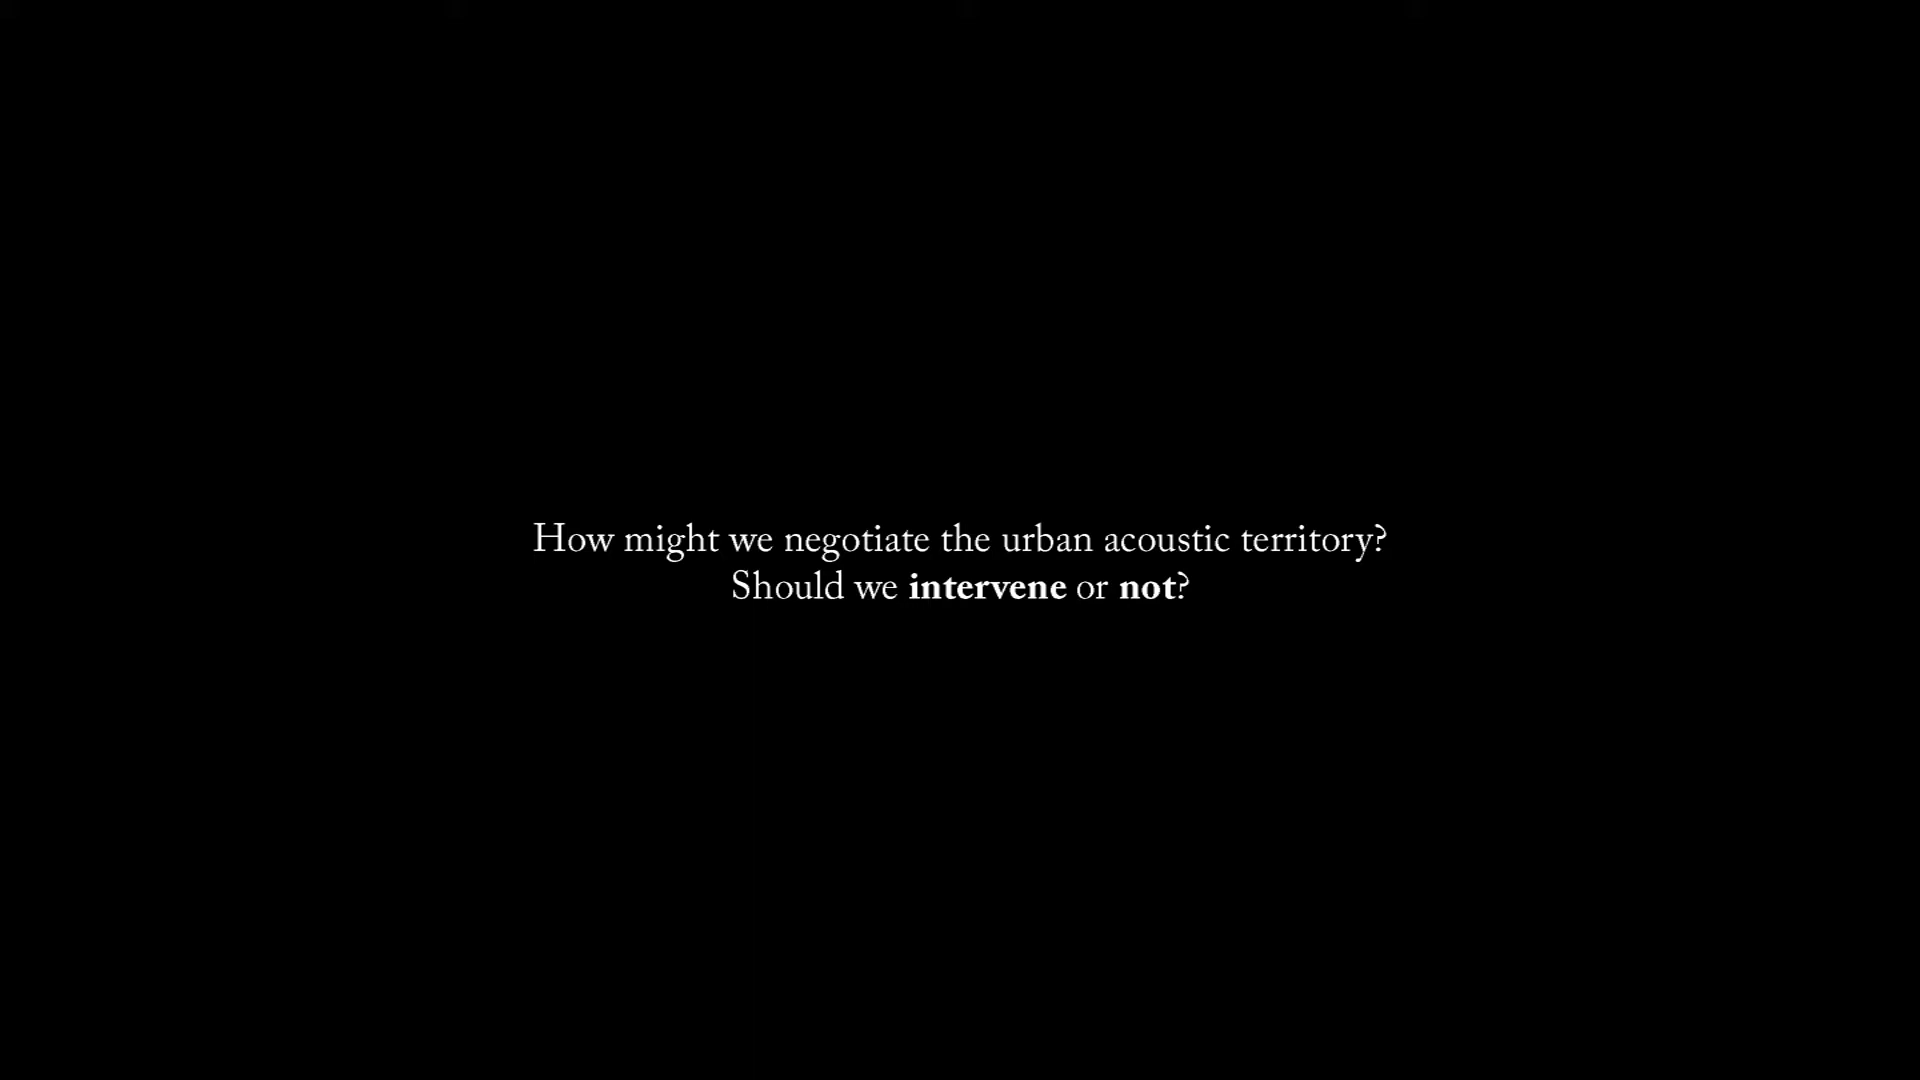 How might we negotiate the urban acoustic territory?
Should we intervene or not?